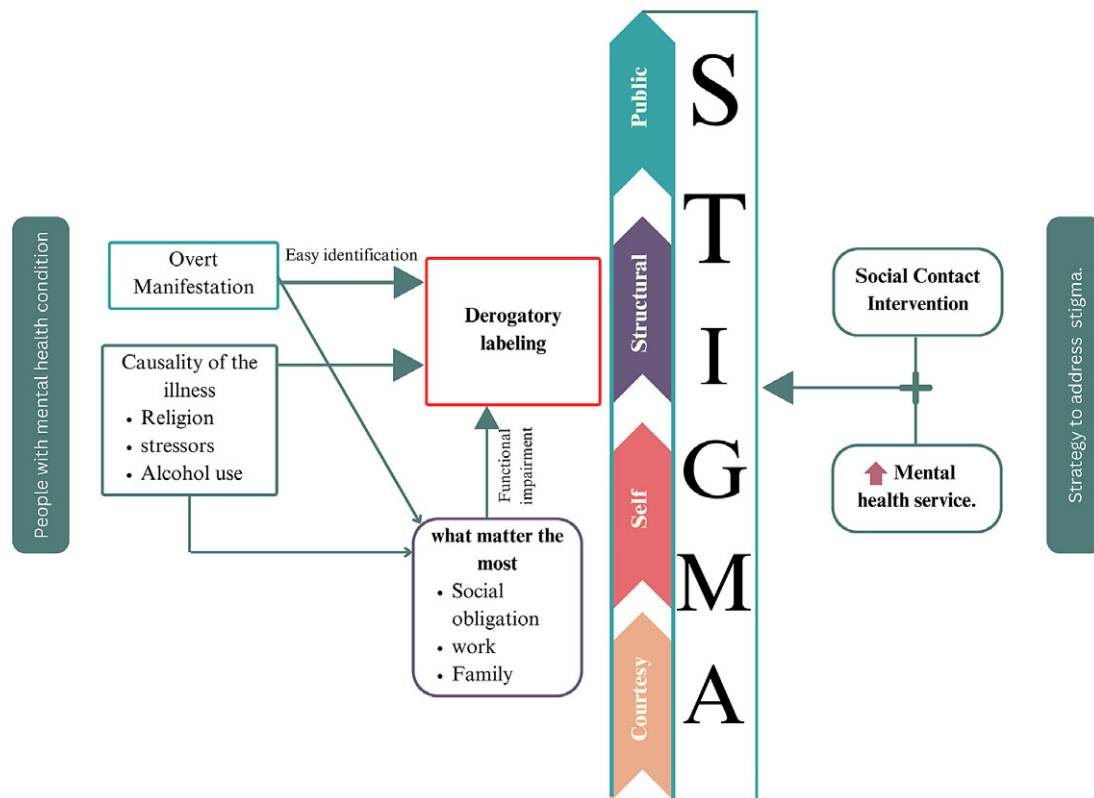 People with mental health condition
Overt
Manifestation
Easy identification
Causality of the
illness
• Religion
• stressors
• Alcohol use
Derogatory
labeling
Functional
impairment
what matter the
most
• Social
obligation
• work
• Family
Public
Structural
Self
Courtesy
S
T
I
G
M
A
Social Contact
Intervention
Mental
health service.
Strategy to address stigma.